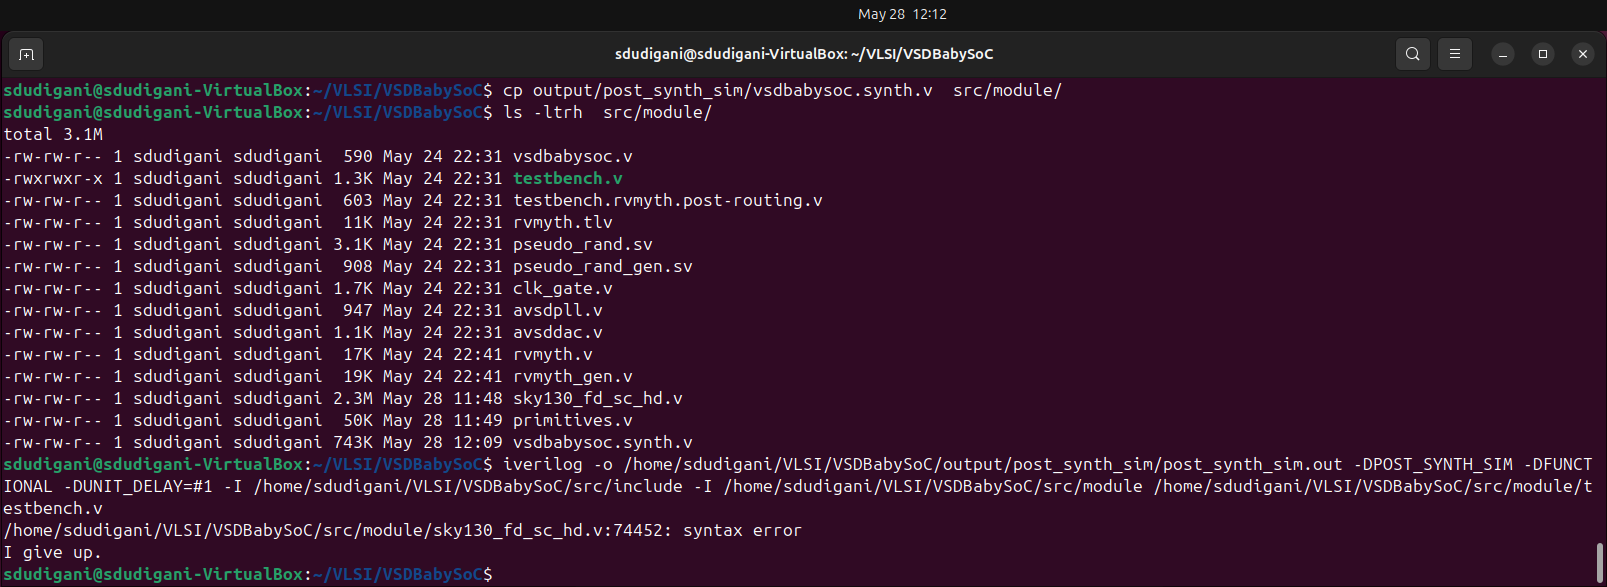 May 28 12:12
sdudigani@sdudigani-VirtualBox: ~/VLSI/VSDBabySoC
sdudigani@sdudigani-VirtualBox:~/VLSI/VSDBabySoC$ cp output/post_synth_sim/vsdbabysoc.synth.v  src/module/
sdudigani@sdudigani-VirtualBox:~/VLSI/VSDBabySoC$ ls -ltrh  src/module/
total 3.1M
-rw-rw-r-- 1 sdudigani sdudigani  590 May 24 22:31 vsdbabysoc.v
-rwxrwxr-x 1 sdudigani sdudigani 1.3K May 24 22:31 testbench.v
-rw-rw-r-- 1 sdudigani sdudigani  603 May 24 22:31 testbench.rvmyth.post-routing.v
-rw-rw-r-- 1 sdudigani sdudigani  11K May 24 22:31 rvmyth.tlv
-rw-rw-r-- 1 sdudigani sdudigani 3.1K May 24 22:31 pseudo_rand.sv
-rw-rw-r-- 1 sdudigani sdudigani  908 May 24 22:31 pseudo_rand_gen.sv
-rw-rw-r-- 1 sdudigani sdudigani 1.7K May 24 22:31 clk_gate.v
-rw-rw-r-- 1 sdudigani sdudigani  947 May 24 22:31 avsdpll.v
-rw-rw-r-- 1 sdudigani sdudigani 1.1K May 24 22:31 avsddac.v
-rw-rw-r-- 1 sdudigani sdudigani  17K May 24 22:41 rvmyth.v
-rw-rw-r-- 1 sdudigani sdudigani  19K May 24 22:41 rvmyth_gen.v
-rw-rw-r-- 1 sdudigani sdudigani 2.3M May 28 11:48 sky130_fd_sc_hd.v
-rw-rw-r-- 1 sdudigani sdudigani  50K May 28 11:49 primitives.v
-rw-rw-r-- 1 sdudigani sdudigani 743K May 28 12:09 vsdbabysoc.synth.v
sdudigani@sdudigani-VirtualBox:~/VLSI/VSDBabySoC$ iverilog -o /home/sdudigani/VLSI/VSDBabySoC/output/post_synth_sim/post_synth_sim.out -DPOST_SYNTH_SIM -DFUNCT
IONAL -DUNIT_DELAY=#1 -I /home/sdudigani/VLSI/VSDBabySoC/src/include -I /home/sdudigani/VLSI/VSDBabySoC/src/module /home/sdudigani/VLSI/VSDBabySoC/src/module/t
estbench.v
/home/sdudigani/VLSI/VSDBabySoC/src/module/sky130_fd_sc_hd.v:74452: syntax error
I give up.
sdudigani@sdudigani-VirtualBox:~/VLSI/VSDBabySoC$